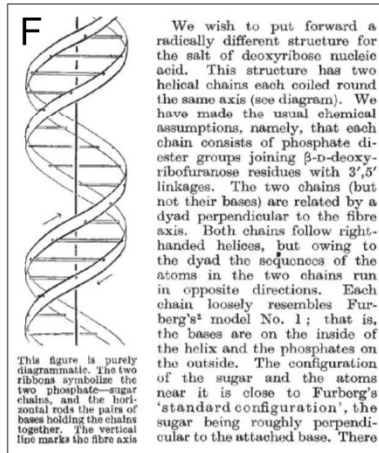 F
We wish to put forward a
radically different structure for
the salt of deoxyribose nucleic
acid. This structure has two
helical chains each coiled round
the same axis (see diagram). We
have made the usual chemical
assumptions, namely, that each
chain consists of phosphate di-
ester groups joining β-D-deoxy-
ribofuranose residues with 3',5'
linkages. The two chains (but
not their bases) are related by a
dyad perpendicular to the fibre
axis. Both chains follow right-
handed helices, but owing to
the dyad the sequences of the
atoms in the two chains run
in opposite directions. Each
chain loosely resembles Fur-
berg's² model No. 1; that is,
the bases are on the inside of
the helix and the phosphates on
the outside. The configuration
of the sugar and the atoms
near it is close to Furberg's
'standard configuration', the
sugar being roughly perpendi-
cular to the attached base. There
This figure is purely
diagrammatic. The two
ribbons symbolize the
two phosphate—sugar
chains, and the hori-
zontal rods the pairs of
bases holding the chains
together. The vertical
line marks the fibre axis